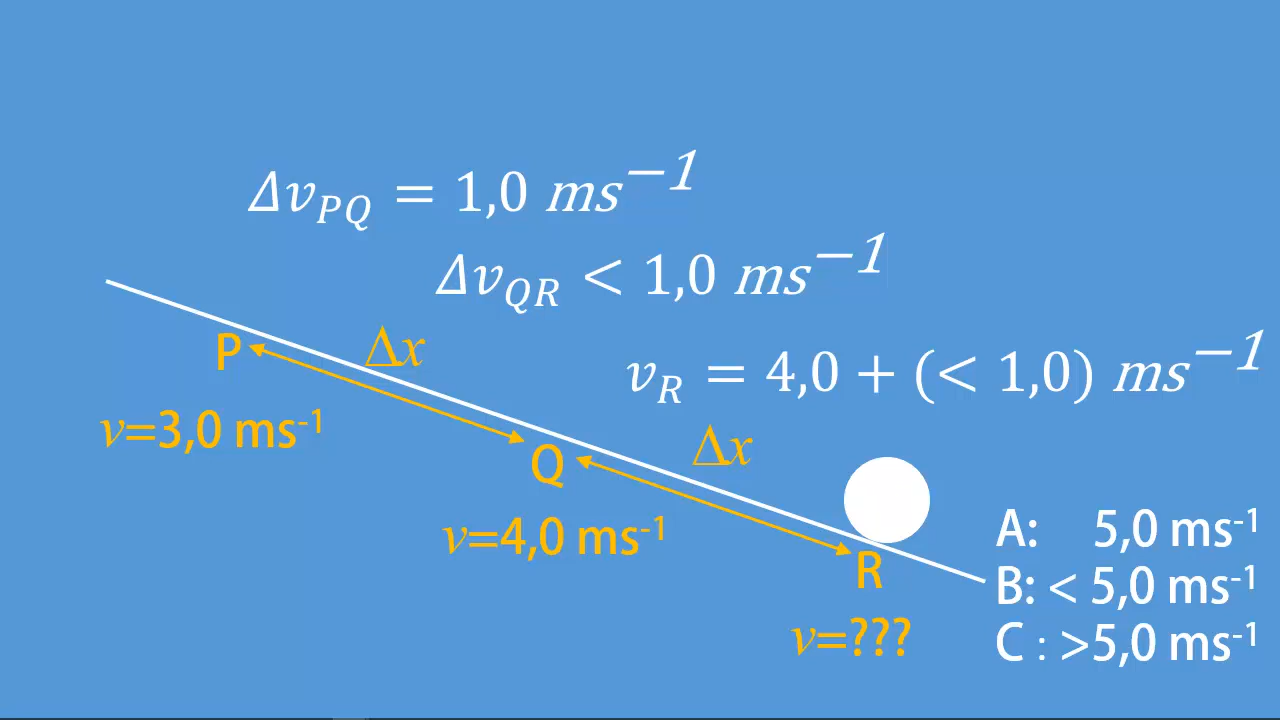 Δv_PQ = 1,0 ms⁻¹
Δv_QR < 1,0 ms⁻¹
Δx
P
v_R = 4,0 + (< 1,0) ms⁻¹
v=3,0 ms⁻¹
Δx
Q
v=4,0 ms⁻¹
A: 5,0 ms⁻¹
R
B: < 5,0 ms⁻¹
v=???
C : >5,0 ms⁻¹